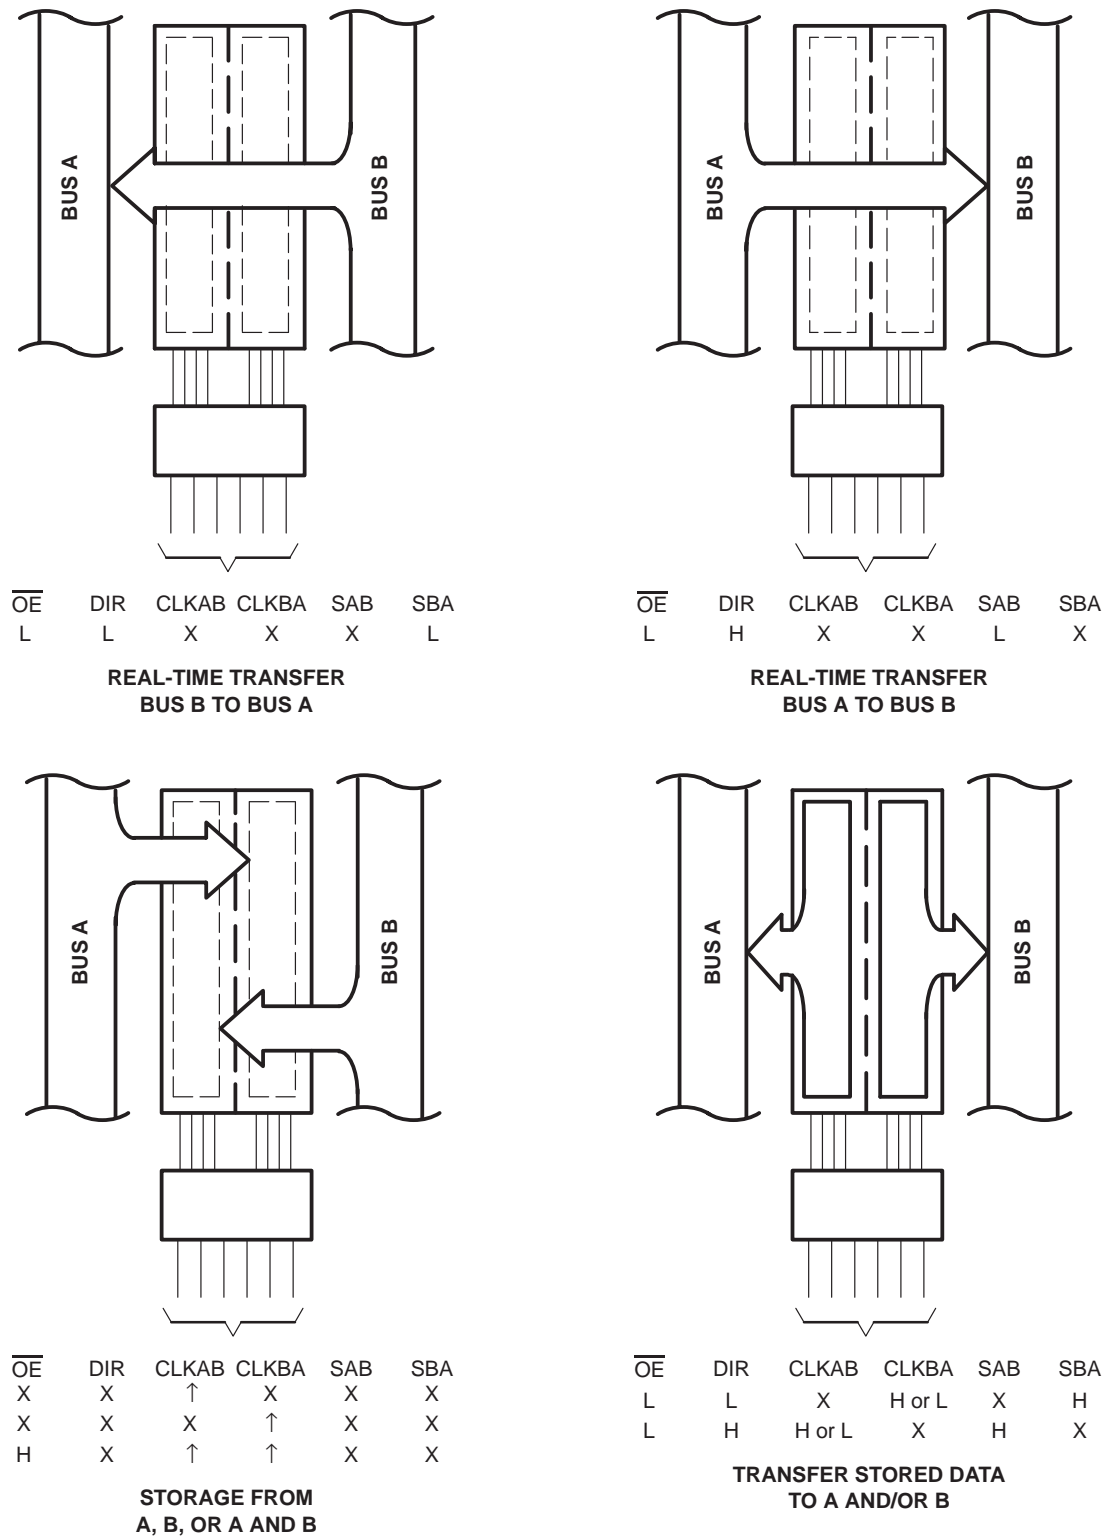 BUS A
BUS B
OE DIR CLKAB CLKBA SAB SBA
L L X X X L
REAL-TIME TRANSFER
BUS B TO BUS A
BUS A
BUS B
OE DIR CLKAB CLKBA SAB SBA
L H X X L X
REAL-TIME TRANSFER
BUS A TO BUS B
BUS A
BUS B
OE DIR CLKAB CLKBA SAB SBA
X X ↑ X X X
X X X ↑ X X
H X ↑ ↑ X X
STORAGE FROM
A, B, OR A AND B
BUS A
BUS B
OE DIR CLKAB CLKBA SAB SBA
L L X H or L X H
L H H or L X H X
TRANSFER STORED DATA
TO A AND/OR B